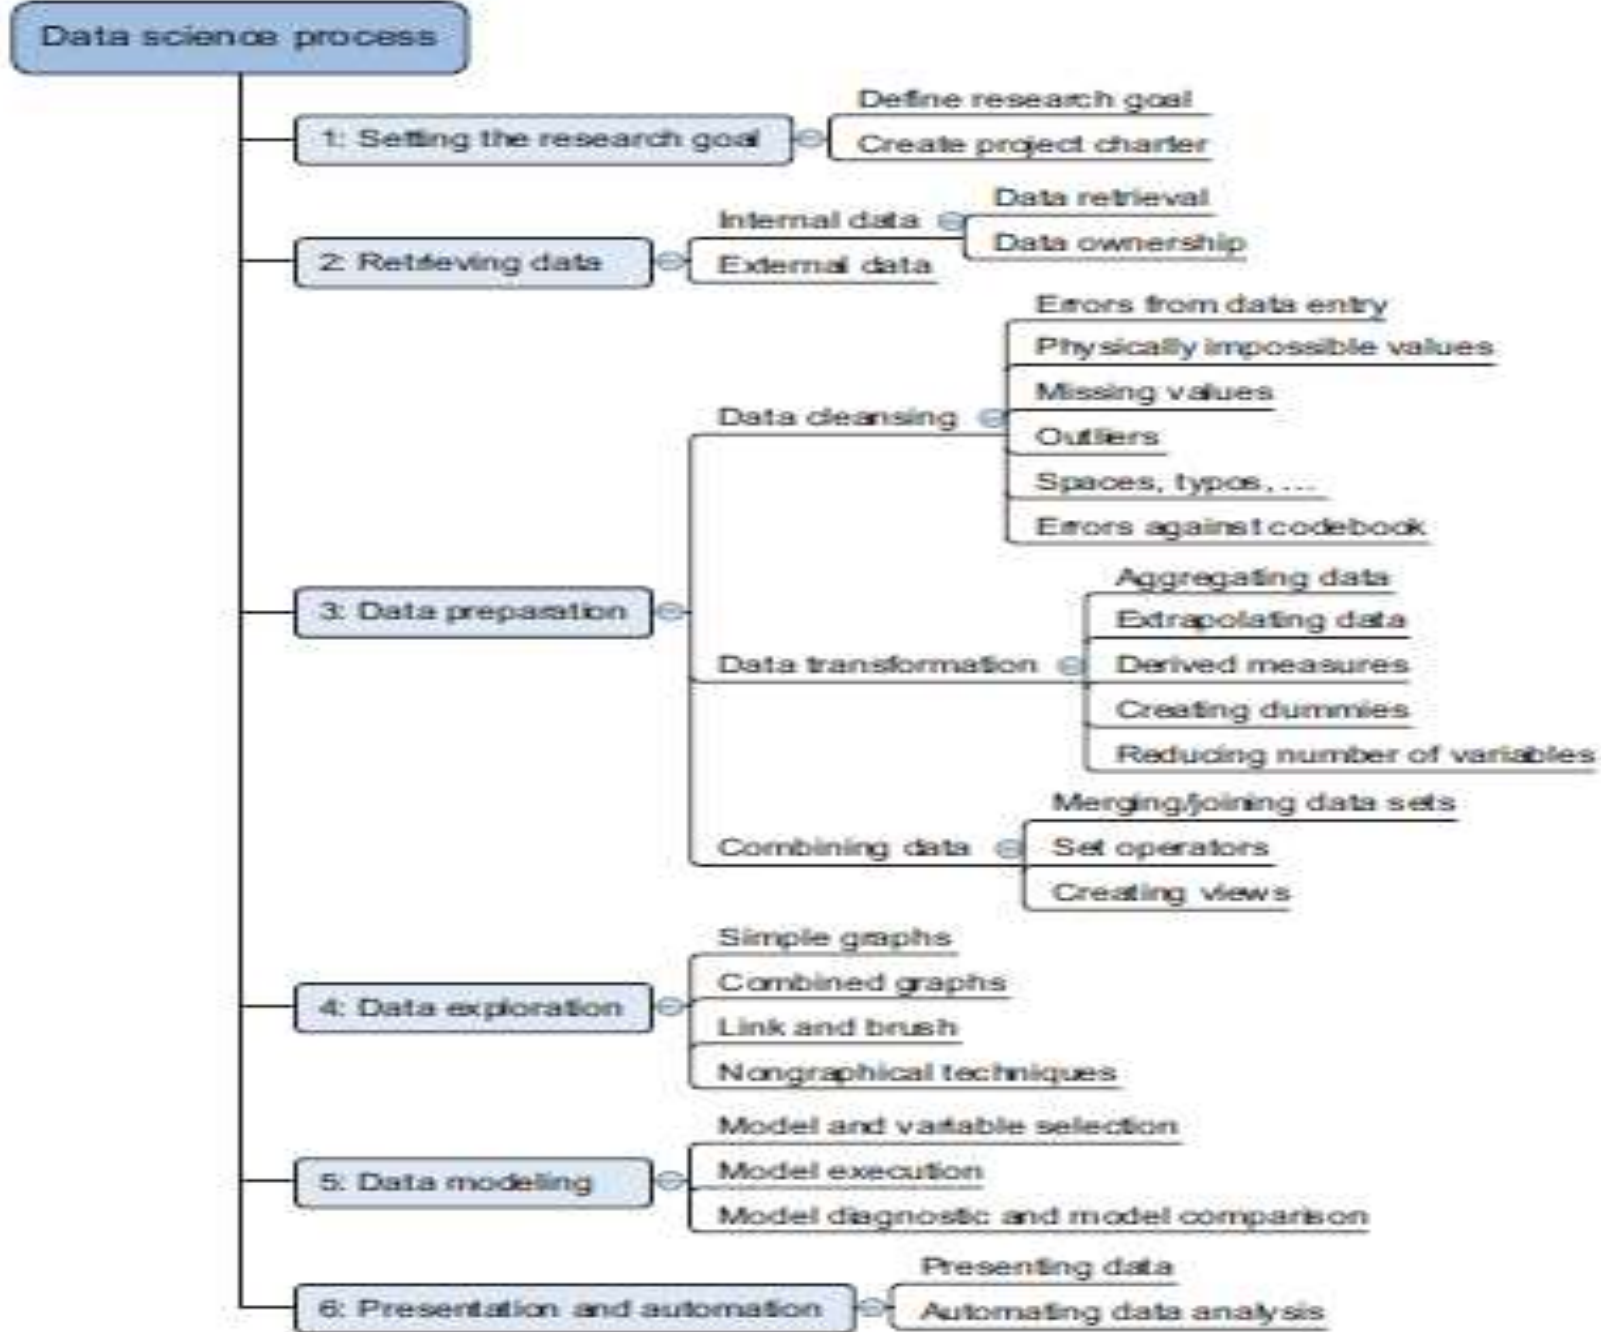 Data science process
1: Setting the research goal
Define research goal
Create project charter
2: Retrieving data
Internal data
Data retrieval
Data ownership
External data
3: Data preparation
Data cleansing
Errors from data entry
Physically impossible values
Missing values
Outliers
Spaces, typos, …
Errors against codebook
Data transformation
Aggregating data
Extrapolating data
Derived measures
Creating dummies
Reducing number of variables
Combining data
Merging/joining data sets
Set operators
Creating views
4: Data exploration
Simple graphs
Combined graphs
Link and brush
Nongraphical techniques
5: Data modeling
Model and variable selection
Model execution
Model diagnostic and model comparison
6: Presentation and automation
Presenting data
Automating data analysis